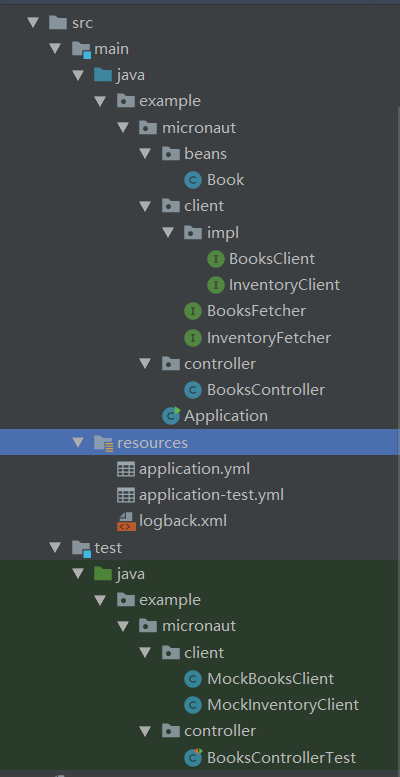 src
main
java
example
micronaut
beans
Book
client
impl
BooksClient
InventoryClient
BooksFetcher
InventoryFetcher
controller
BooksController
Application
resources
application.yml
application-test.yml
logback.xml
test
java
example
micronaut
client
MockBooksClient
MockInventoryClient
controller
BooksControllerTest